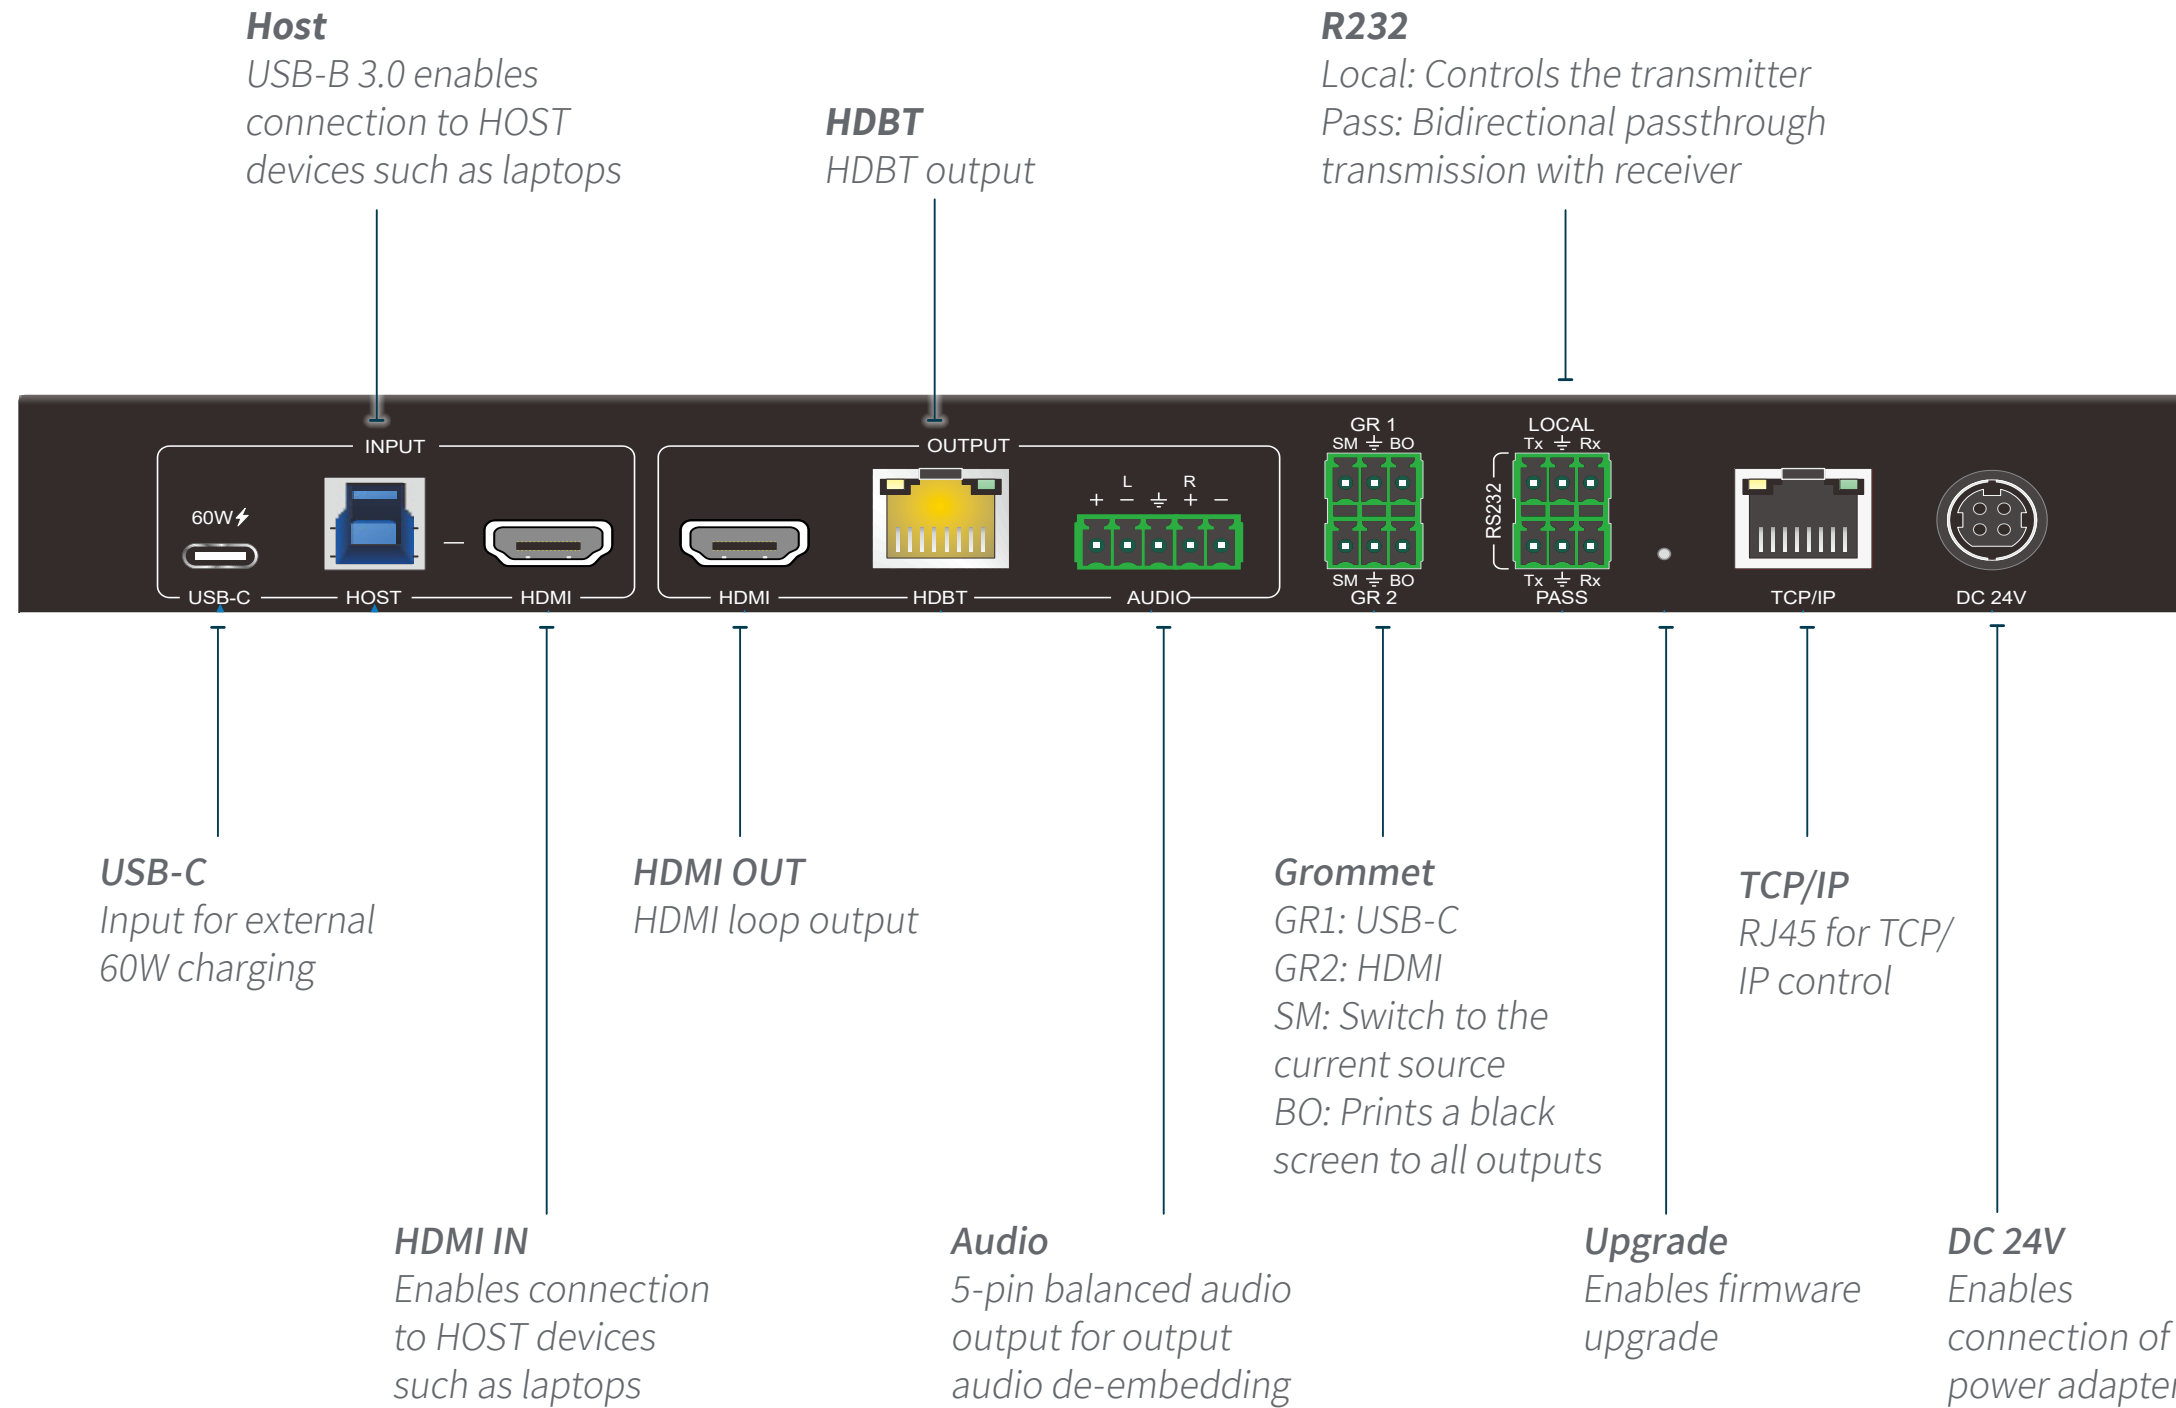 Host
USB-B 3.0 enables
connection to HOST
devices such as laptops
HDBT
HDBT output
R232
Local: Controls the transmitter
Pass: Bidirectional passthrough
transmission with receiver
INPUT
60W
USB-C
HOST
—
HDMI
OUTPUT
HDMI
HDBT
L R
+ − + −
AUDIO
GR 1
SM BO
SM BO
GR 2
LOCAL
Tx Rx
RS232
Tx Rx
PASS
TCP/IP
DC 24V
USB-C
Input for external
60W charging
HDMI OUT
HDMI loop output
Grommet
GR1: USB-C
GR2: HDMI
SM: Switch to the
current source
BO: Prints a black
screen to all outputs
TCP/IP
RJ45 for TCP/
IP control
HDMI IN
Enables connection
to HOST devices
such as laptops
Audio
5-pin balanced audio
output for output
audio de-embedding
Upgrade
Enables firmware
upgrade
DC 24V
Enables
connection of
power adapter